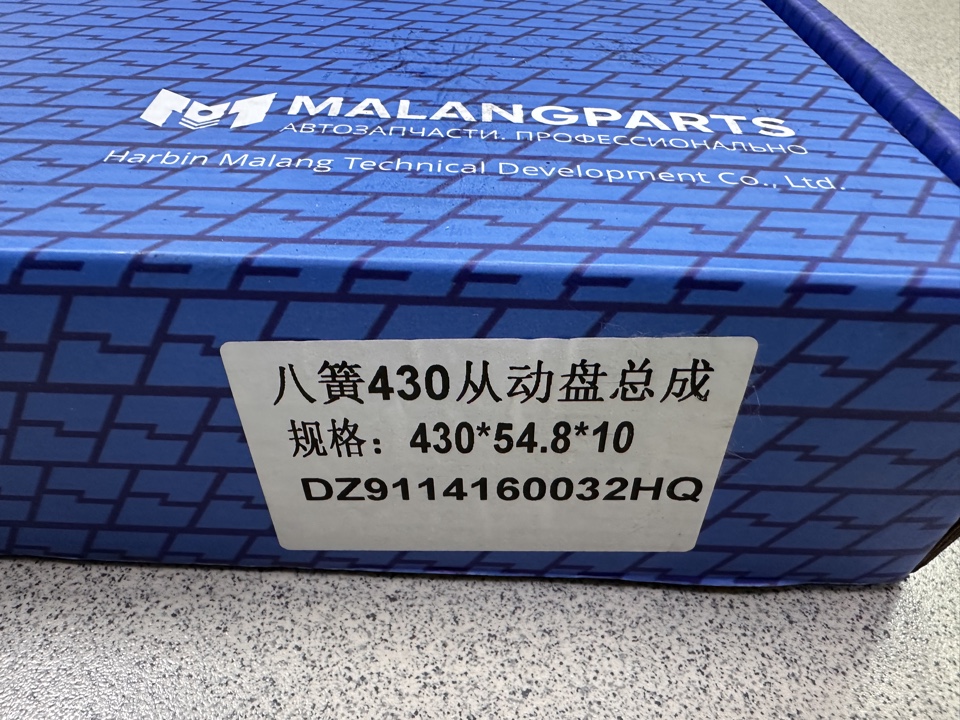 MALANGPARTS
АВТОЗАПЧАСТИ. ПРОФЕССИОНАЛЬНО
Harbin Malang Technical Development Co., Ltd.
八簧430从动盘总成
规格：430*54.8*10
DZ9114160032HQ